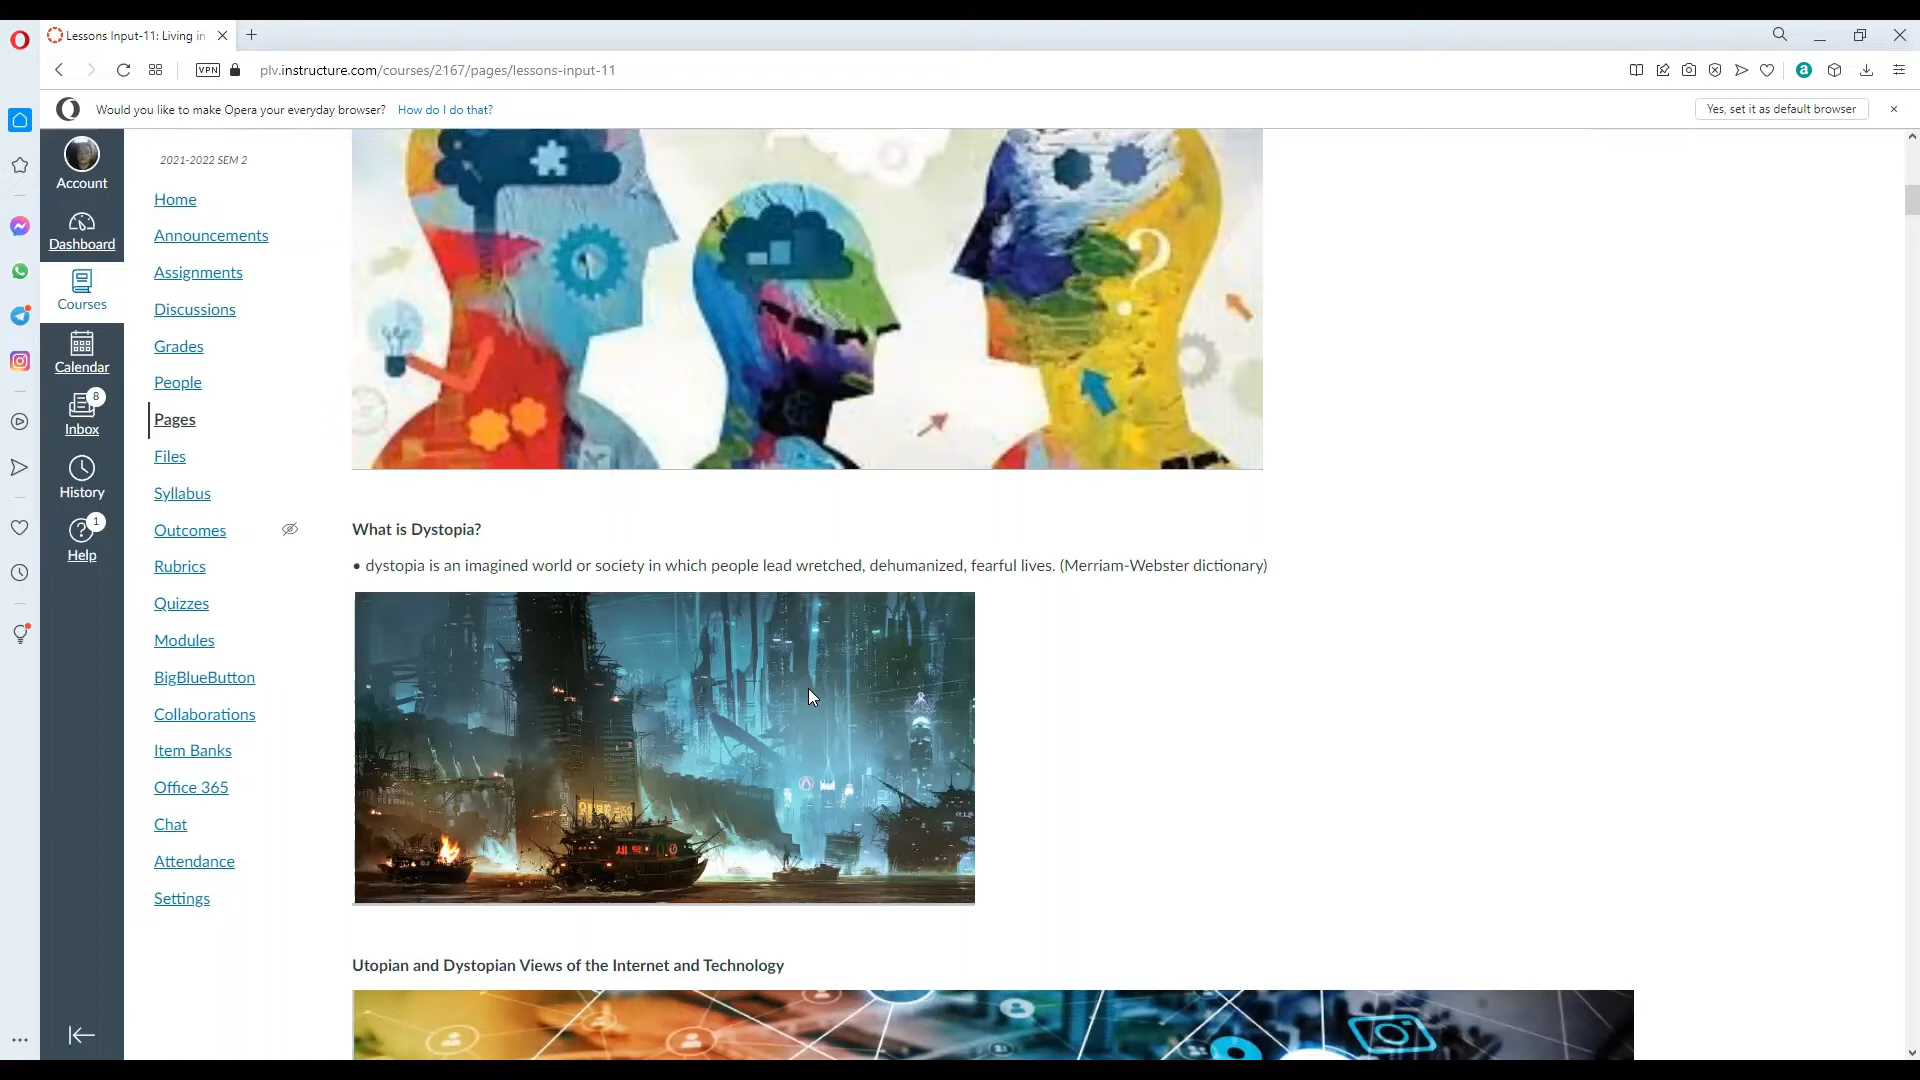 Lessons Input-11: Living in
VPN
plv.instructure.com/courses/2167/pages/lessons-input-11
a
Would you like to make Opera your everyday browser?
How do I do that?
Yes, set it as default browser
Account
Dashboard
Courses
Calendar
8
Inbox
History
1
Help
2021-2022 SEM 2
Home
Announcements
Assignments
Discussions
Grades
People
Pages
Files
Syllabus
Outcomes
Rubrics
Quizzes
Modules
BigBlueButton
Collaborations
Item Banks
Office 365
Chat
Attendance
Settings
?
What is Dystopia?
• dystopia is an imagined world or society in which people lead wretched, dehumanized, fearful lives. (Merriam-Webster dictionary)
Utopian and Dystopian Views of the Internet and Technology